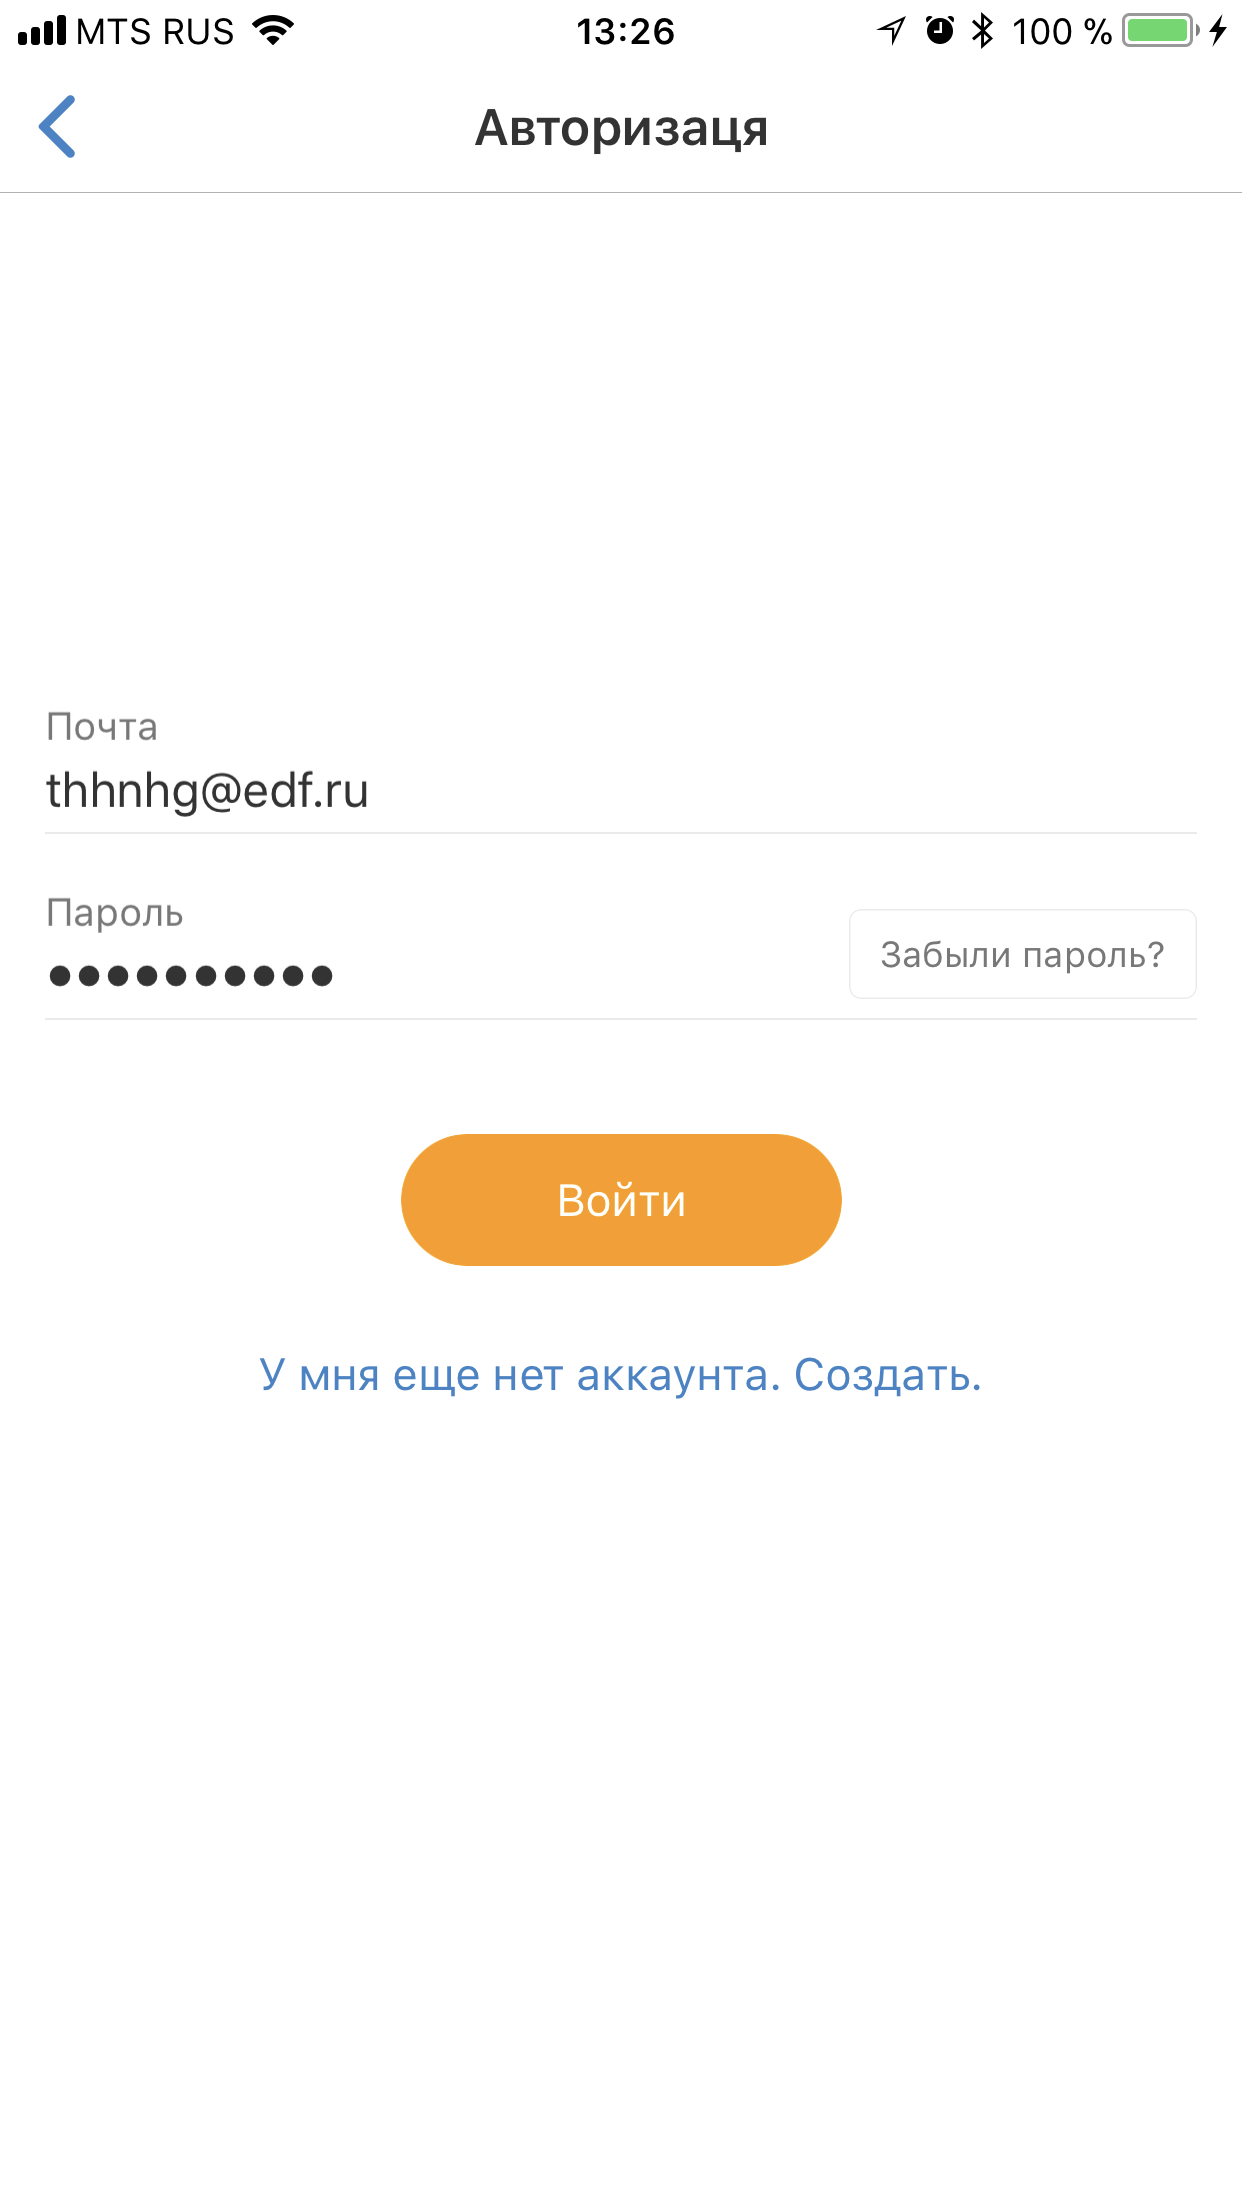 MTS RUS 13:26 100 %
Авторизаця
Почта
thhnhg@edf.ru
Пароль
●●●●●●●●●●
Забыли пароль?
Войти
У мня еще нет аккаунта. Создать.